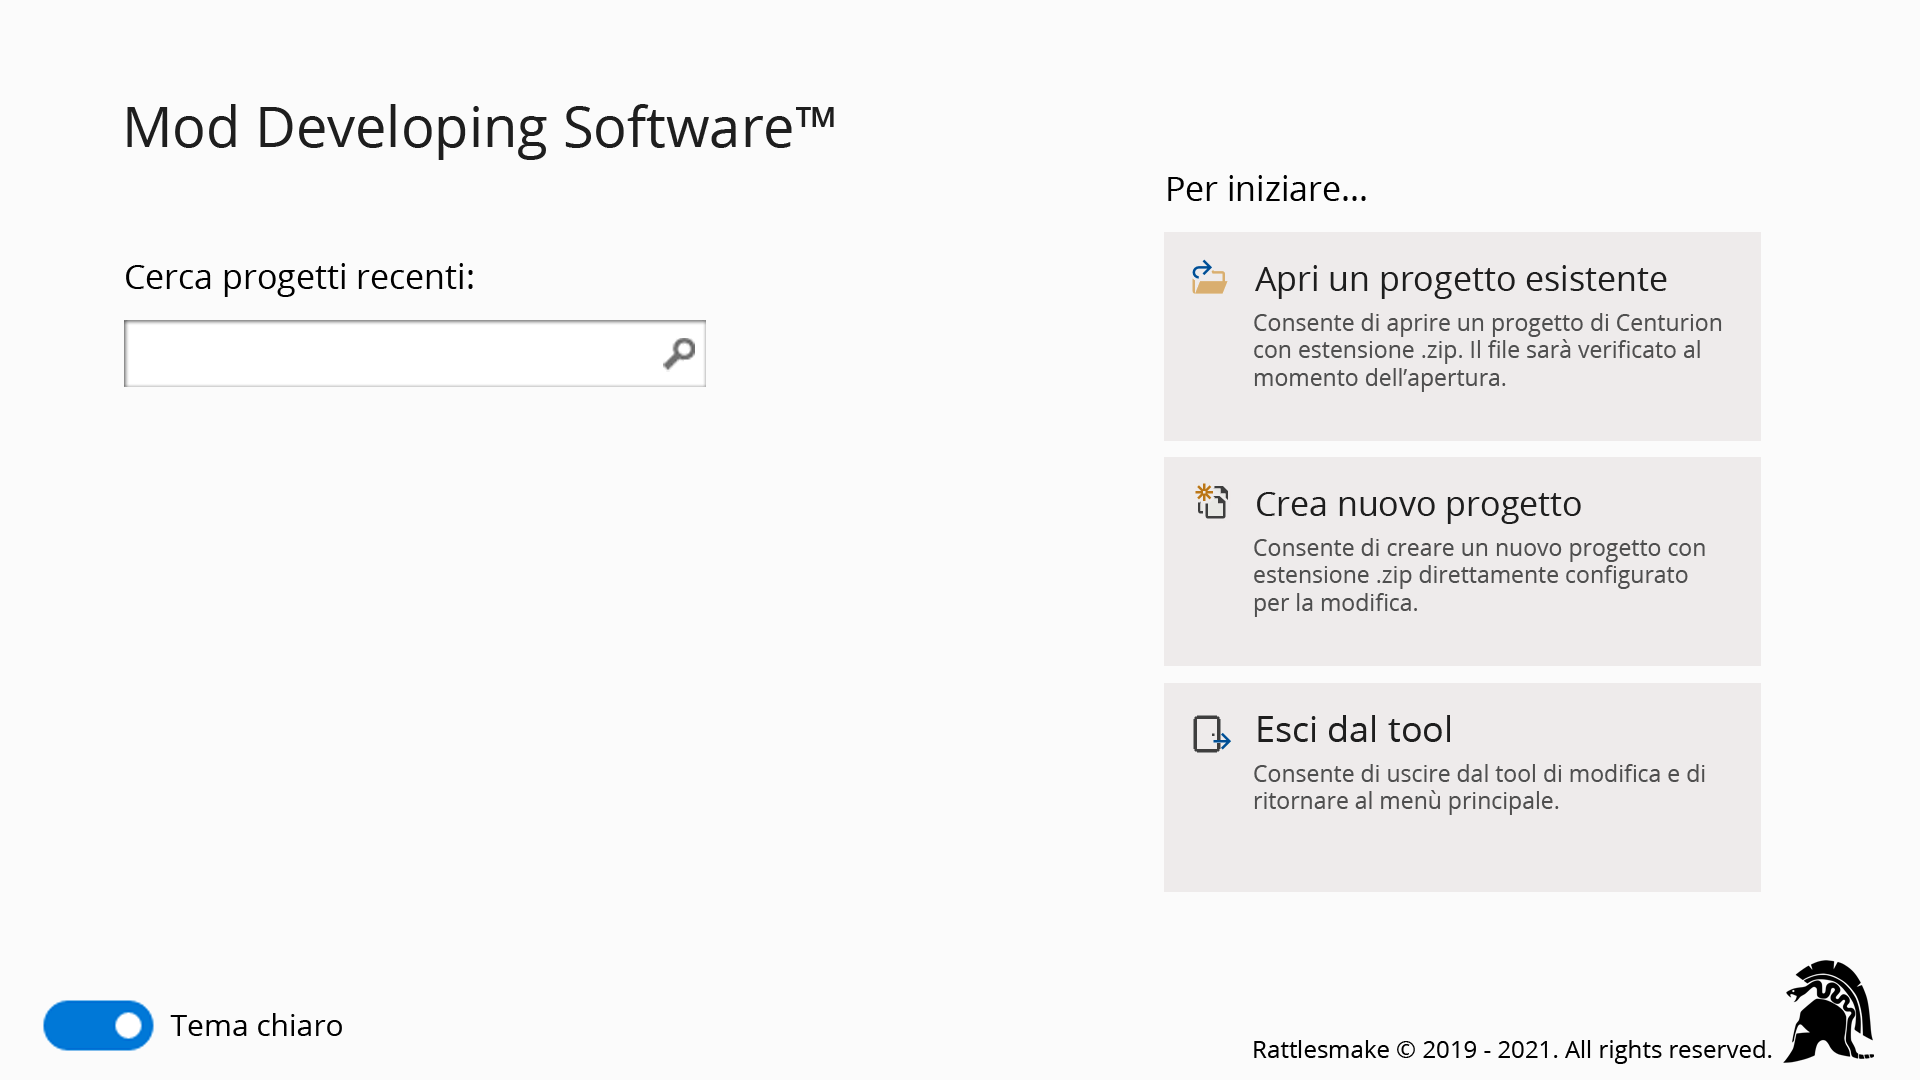 Mod Developing Software™
Cerca progetti recenti:
Per iniziare...
Apri un progetto esistente
Consente di aprire un progetto di Centurion
con estensione .zip. Il file sarà verificato al
momento dell’apertura.
Crea nuovo progetto
Consente di creare un nuovo progetto con
estensione .zip direttamente configurato
per la modifica.
Esci dal tool
Consente di uscire dal tool di modifica e di
ritornare al menù principale.
Tema chiaro
Rattlesmake © 2019 - 2021. All rights reserved.